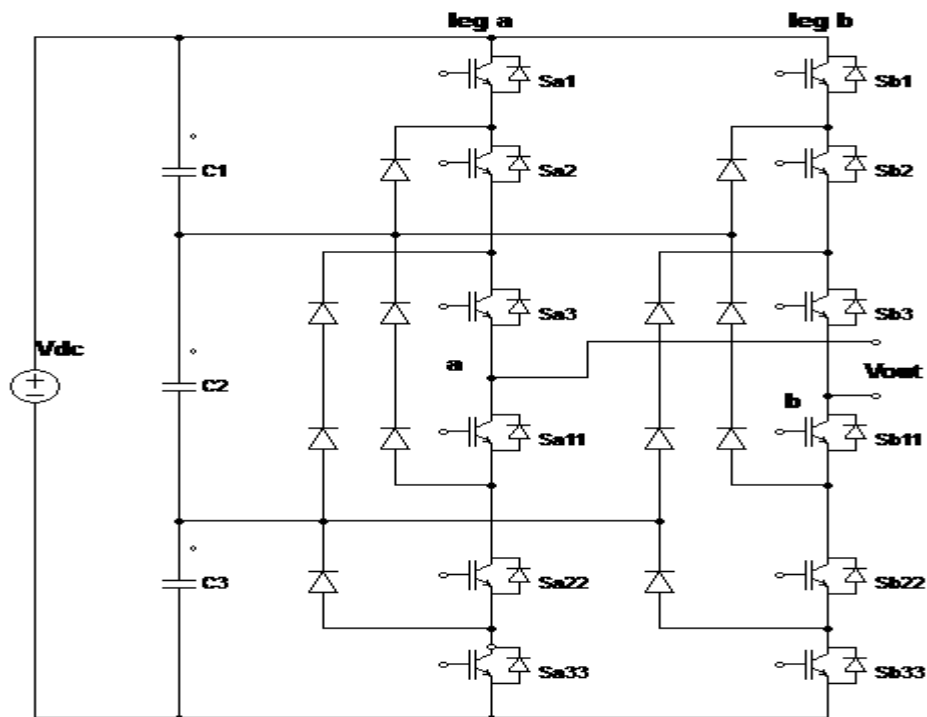 leg a leg b
Sa1 Sb1
C1 Sa2 Sb2
Sa3 Sb3
Vdc a Vout
C2 b
Sa11 Sb11
C3 Sa22 Sb22
Sa33 Sb33